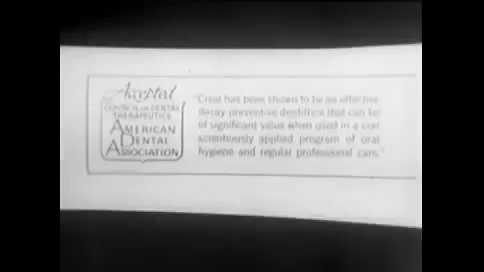 Accepted
COUNCIL ON DENTAL
THERAPEUTICS
AMERICAN
DENTAL
ASSOCIATION
"Crest has been shown to be an effective
decay preventive dentifrice that can be
of significant value when used in a con
scientiously applied program of oral
hygiene and regular professional care."